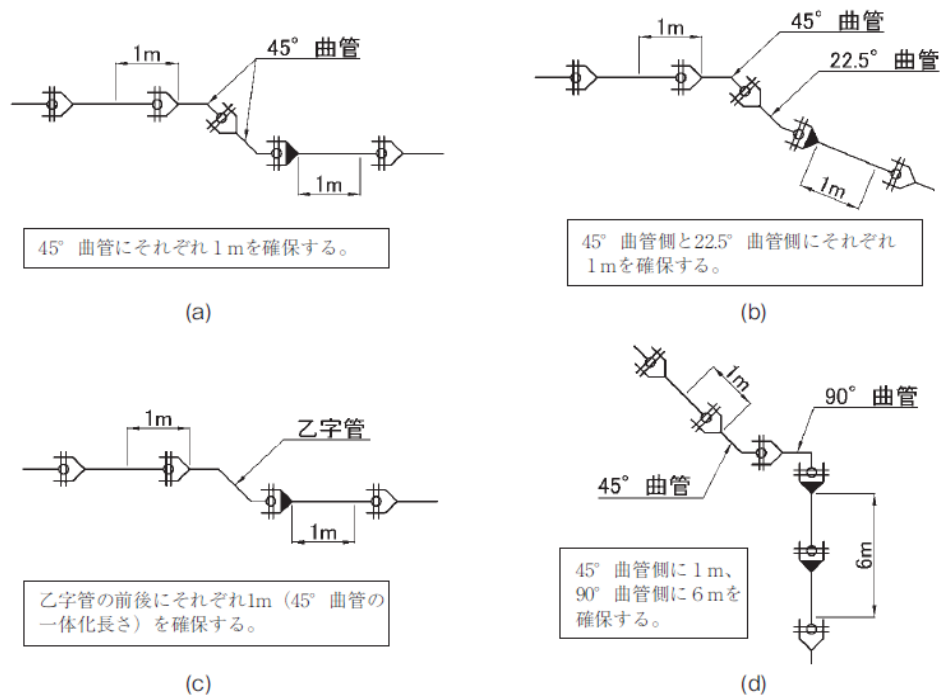 1m
45° 曲管
1m
45° 曲管にそれぞれ1mを確保する。
(a)
1m
45° 曲管
22.5° 曲管
1m
45° 曲管側と22.5° 曲管側にそれぞれ
1mを確保する。
(b)
1m
乙字管
1m
乙字管の前後にそれぞれ1m（45° 曲管の
一体化長さ）を確保する。
(c)
1m
90° 曲管
45° 曲管
6m
45° 曲管側に1m、
90° 曲管側に6mを
確保する。
(d)